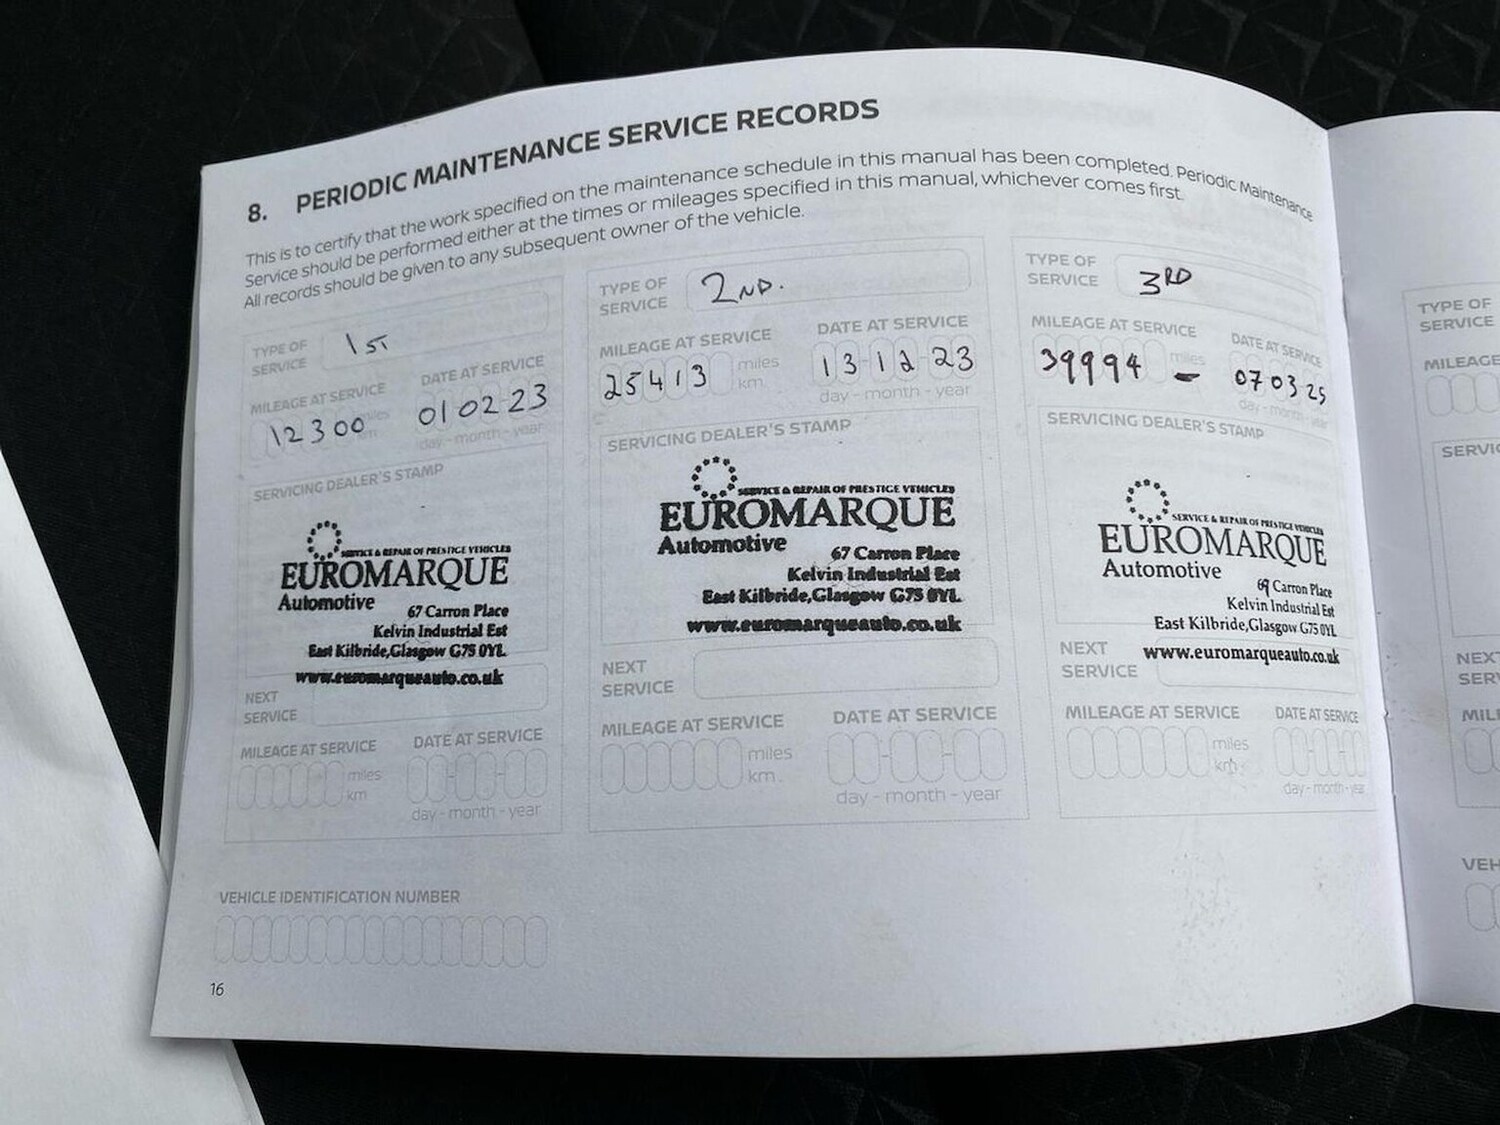 8. PERIODIC MAINTENANCE SERVICE RECORDS
This is to certify that the work specified on the maintenance schedule in this manual has been completed. Periodic Maintenance
Service should be performed either at the times or mileages specified in this manual, whichever comes first.
All records should be given to any subsequent owner of the vehicle.
TYPE OF
SERVICE
1ST
MILEAGE AT SERVICE
DATE AT SERVICE
12300 miles
km
01 02 23
day - month - year
SERVICING DEALER'S STAMP
SERVICE & REPAIR OF PRESTIGE VEHICLES
EUROMARQUE
Automotive
67 Carron Place
Kelvin Industrial Est
East Kilbride,Glasgow G75 0YL
www.euromarqueauto.co.uk
NEXT
SERVICE
MILEAGE AT SERVICE
DATE AT SERVICE
miles
km
day - month - year
TYPE OF
SERVICE
2ND.
MILEAGE AT SERVICE
DATE AT SERVICE
25413 miles
km
13-12-23
day - month - year
SERVICING DEALER'S STAMP
SERVICE & REPAIR OF PRESTIGE VEHICLES
EUROMARQUE
Automotive
67 Carron Place
Kelvin Industrial Est
East Kilbride,Glasgow G75 0YL
www.euromarqueauto.co.uk
NEXT
SERVICE
MILEAGE AT SERVICE
DATE AT SERVICE
miles
km
day - month - year
TYPE OF
SERVICE
3RD
MILEAGE AT SERVICE
DATE AT SERVICE
39994 miles
07 03 25
day - month - year
SERVICING DEALER'S STAMP
SERVICE & REPAIR OF PRESTIGE VEHICLES
EUROMARQUE
Automotive
69 Carron Place
Kelvin Industrial Est
East Kilbride,Glasgow G75 0YL
www.euromarqueauto.co.uk
NEXT
SERVICE
MILEAGE AT SERVICE
DATE AT SERVICE
miles
km
day - month - year
VEHICLE IDENTIFICATION NUMBER
16
TYPE OF
SERVICE
MILEAGE